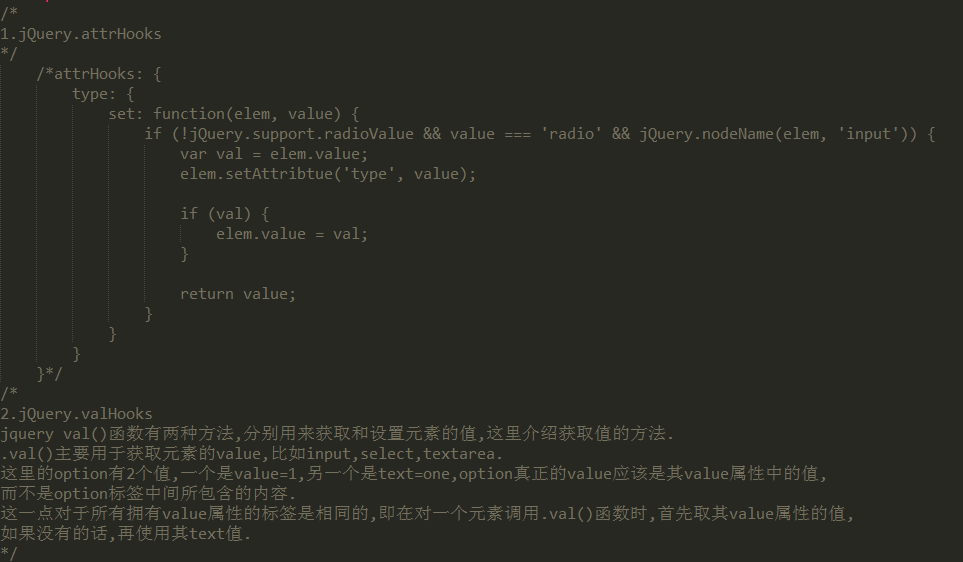 /*
1.jQuery.attrHooks
*/
/*attrHooks: {
type: {
set: function(elem, value) {
if (!jQuery.support.radioValue && value === 'radio' && jQuery.nodeName(elem, 'input')) {
var val = elem.value;
elem.setAttribtue('type', value);
if (val) {
elem.value = val;
}
return value;
}
}
}
}*/
/*
2.jQuery.valHooks
jquery val()函数有两种方法,分别用来获取和设置元素的值,这里介绍获取值的方法.
.val()主要用于获取元素的value,比如input,select,textarea.
这里的option有2个值,一个是value=1,另一个是text=one,option真正的value应该是其value属性中的值,
而不是option标签中间所包含的内容.
这一点对于所有拥有value属性的标签是相同的,即在对一个元素调用.val()函数时,首先取其value属性的值,
如果没有的话,再使用其text值.
*/